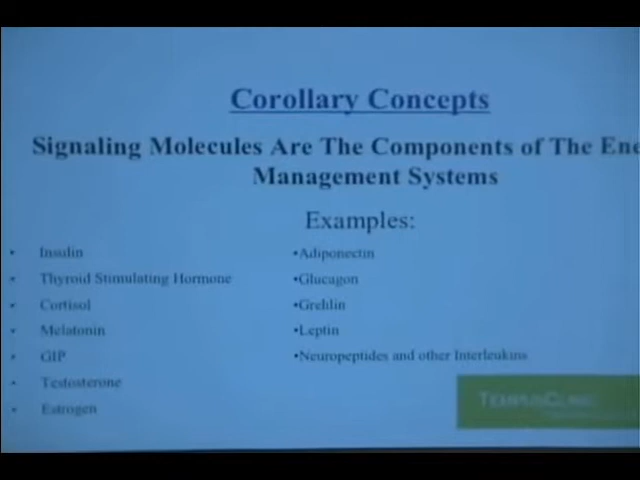 Corollary Concepts
Signaling Molecules Are The Components of The Ene
Management Systems
Examples:
• Insulin
• Thyroid Stimulating Hormone
• Cortisol
• Melatonin
• GIP
• Testosterone
• Estrogen
•Adiponectin
•Glucagon
•Grehlin
•Leptin
•Neuropeptides and other Interleukins